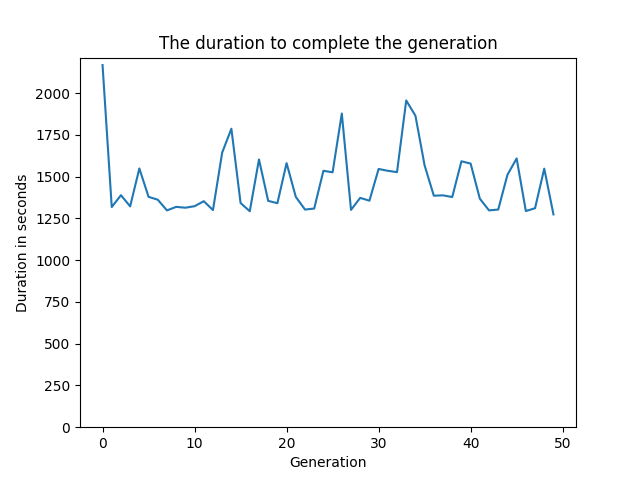 The duration to complete the generation
Duration in seconds
2000
1750
1500
1250
1000
750
500
250
0
0 10 20 30 40 50
Generation